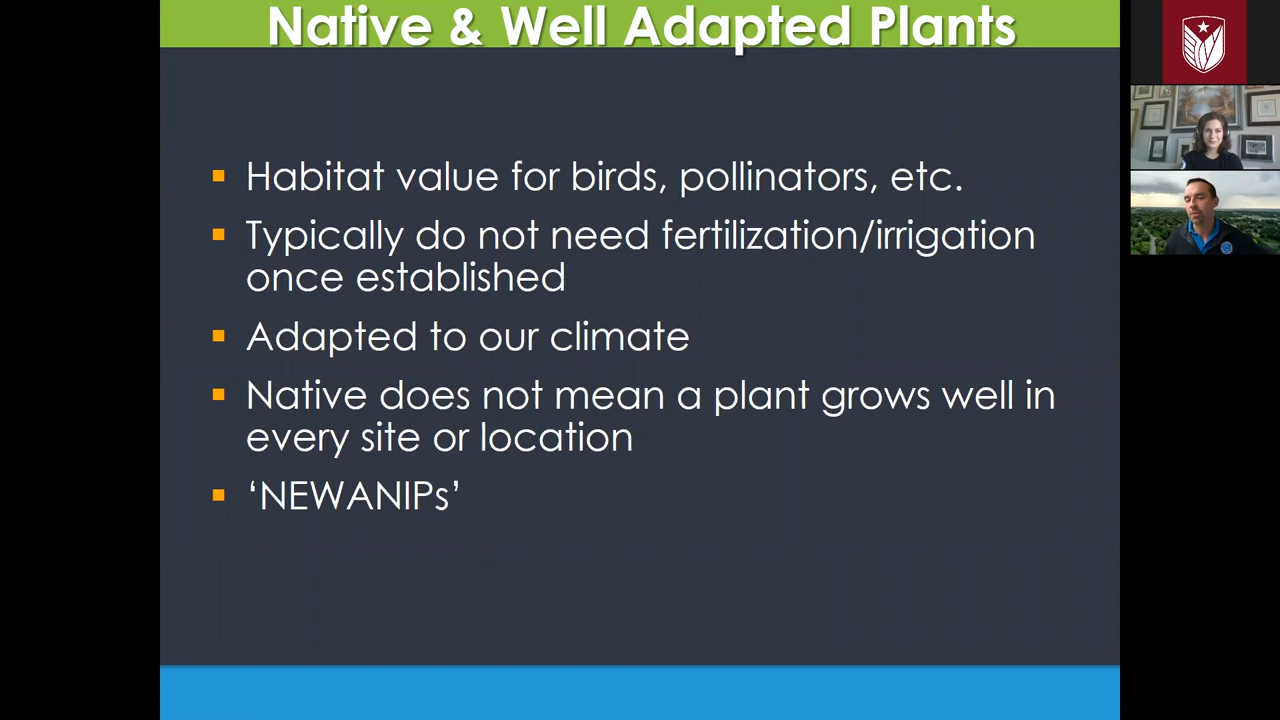 Native & Well Adapted Plants
Habitat value for birds, pollinators, etc.
Typically do not need fertilization/irrigation
once established
Adapted to our climate
Native does not mean a plant grows well in
every site or location
‘NEWANIPs’